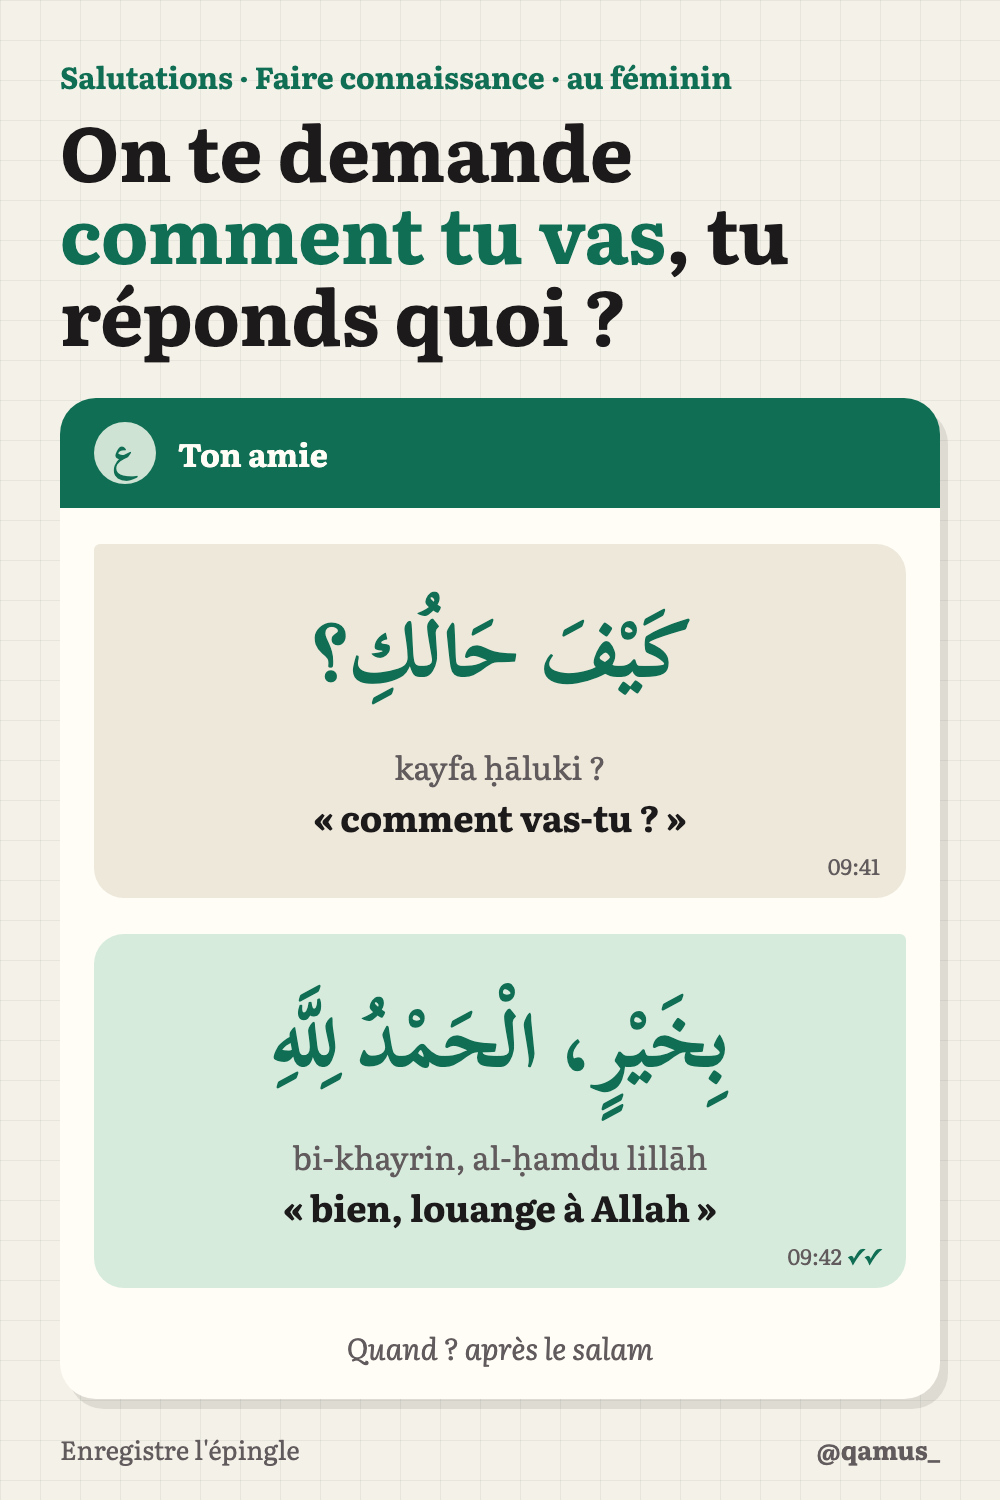 Salutations · Faire connaissance · au féminin
On te demande
comment tu vas, tu
réponds quoi ?
ع
Ton amie
كَيْفَ حَالُكِ؟
kayfa ḥāluki ?
« comment vas-tu ? »
09:41
بِخَيْرٍ، الْحَمْدُ لِلَّهِ
bi-khayrin, al-ḥamdu lillāh
« bien, louange à Allah »
09:42 ✓✓
Quand ? après le salam
Enregistre l'épingle
@qamus_